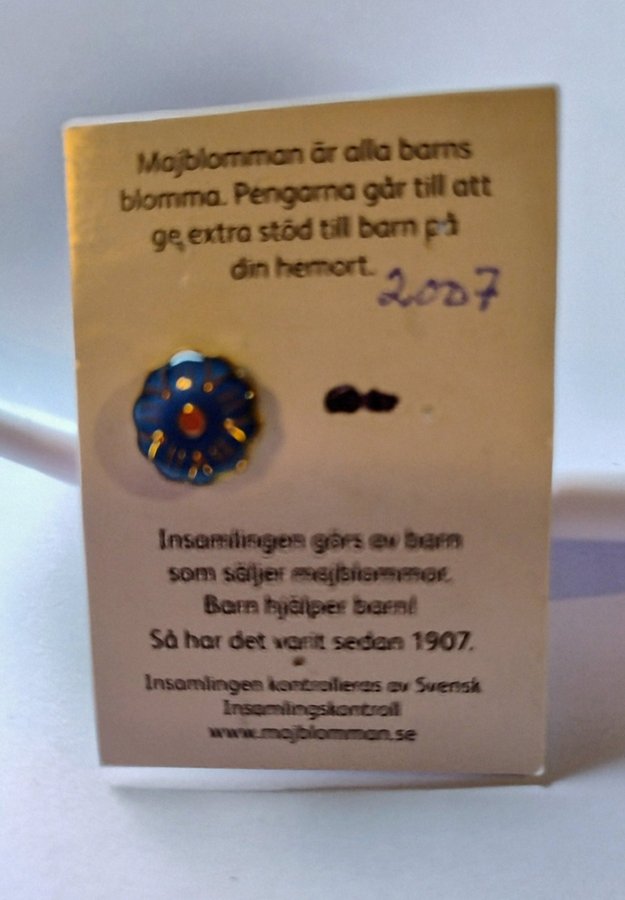 Majblomman är alla barns
blomma. Pengarna går till att
ge extra stöd till barn på
din hemort.
2007
Insamlingen görs av barn
som säljer majblommor.
Barn hjälper barn!
Så har det varit sedan 1907.
Insamlingen kontrolleras av Svensk
Insamlingskontroll
www.majblomman.se